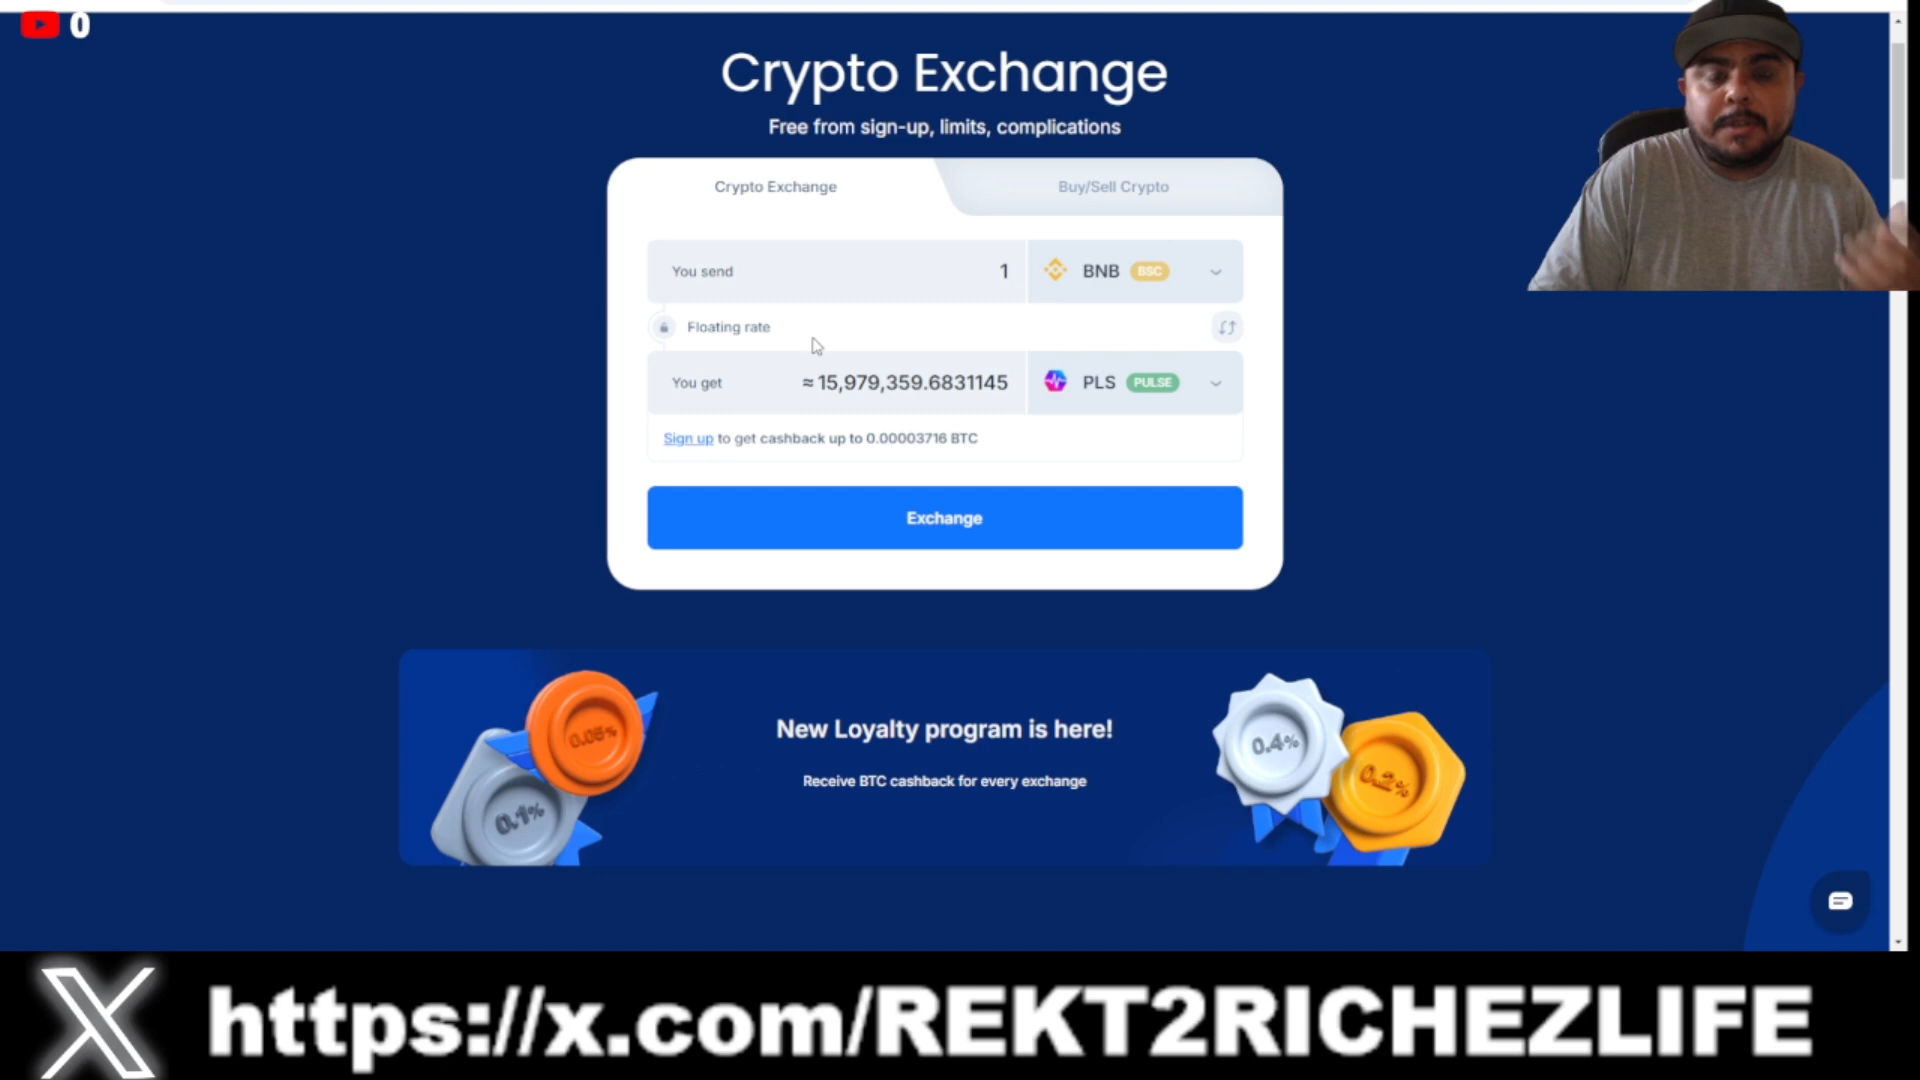 0
Crypto Exchange
Free from sign-up, limits, complications
Crypto Exchange
Buy/Sell Crypto
You send
1
BNB BSC
Floating rate
You get
≈ 15,979,359.6831145
PLS PULSE
Sign up to get cashback up to 0.00003716 BTC
Exchange
0.05%
0.1%
New Loyalty program is here!
Receive BTC cashback for every exchange
0.4%
0.2%
X https://x.com/REKT2RICHEZLIFE